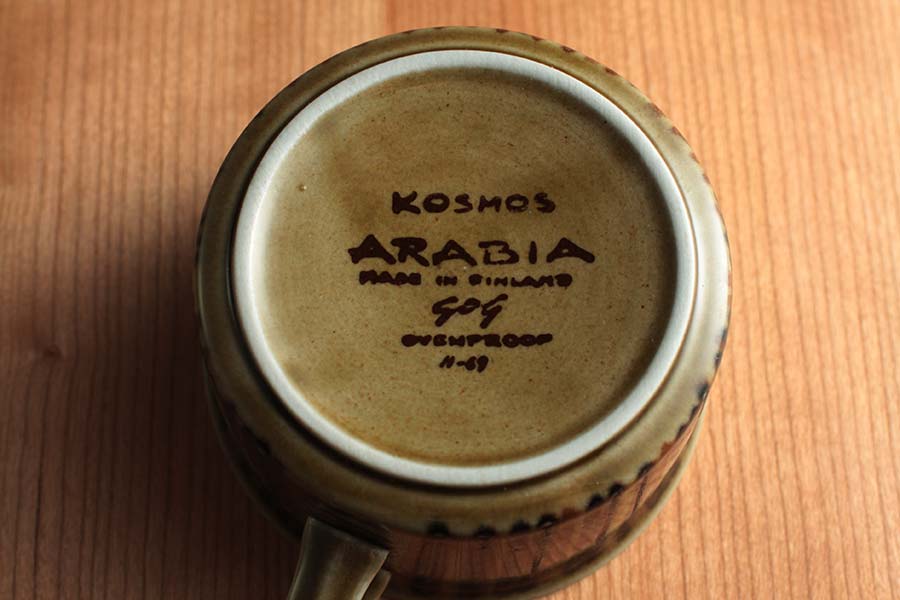 KOSMOS
ARABIA
MADE IN FINLAND
GOG
OVENPROOF
11-69